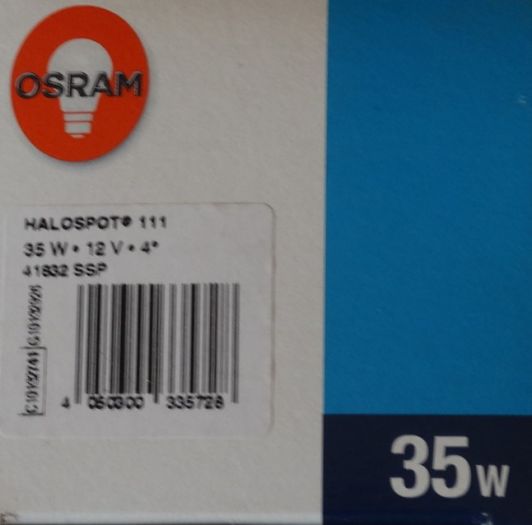 OSRAM
HALOSPOT® 111
35 W • 12 V • 4°
41832 SSP
4 050300 335728
35W